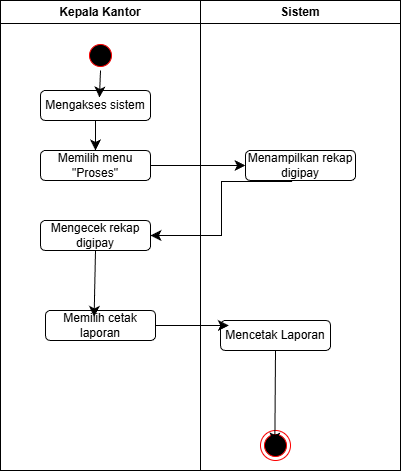 Kepala Kantor
Sistem
Mengakses sistem
Memilih menu
"Proses"
Menampilkan rekap
digipay
Mengecek rekap
digipay
Memilih cetak
laporan
Mencetak Laporan